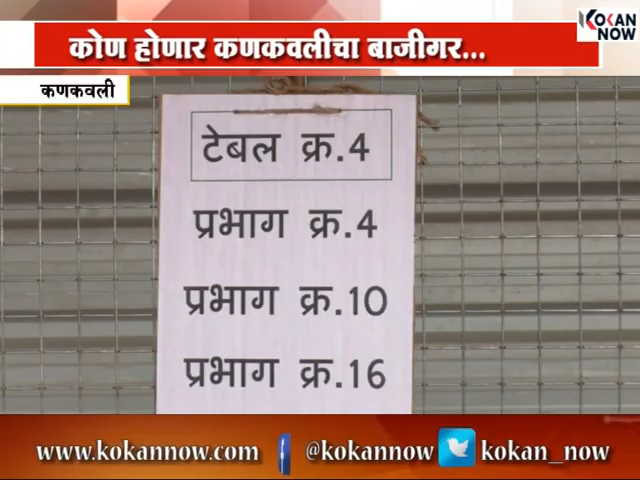 KOKAN
NOW
कोण होणार कणकवलीचा बाजीगर...
कणकवली
टेबल क्र.4
प्रभाग क्र.4
प्रभाग क्र.10
प्रभाग क्र.16
www.kokannow.com @kokannow kokan_now